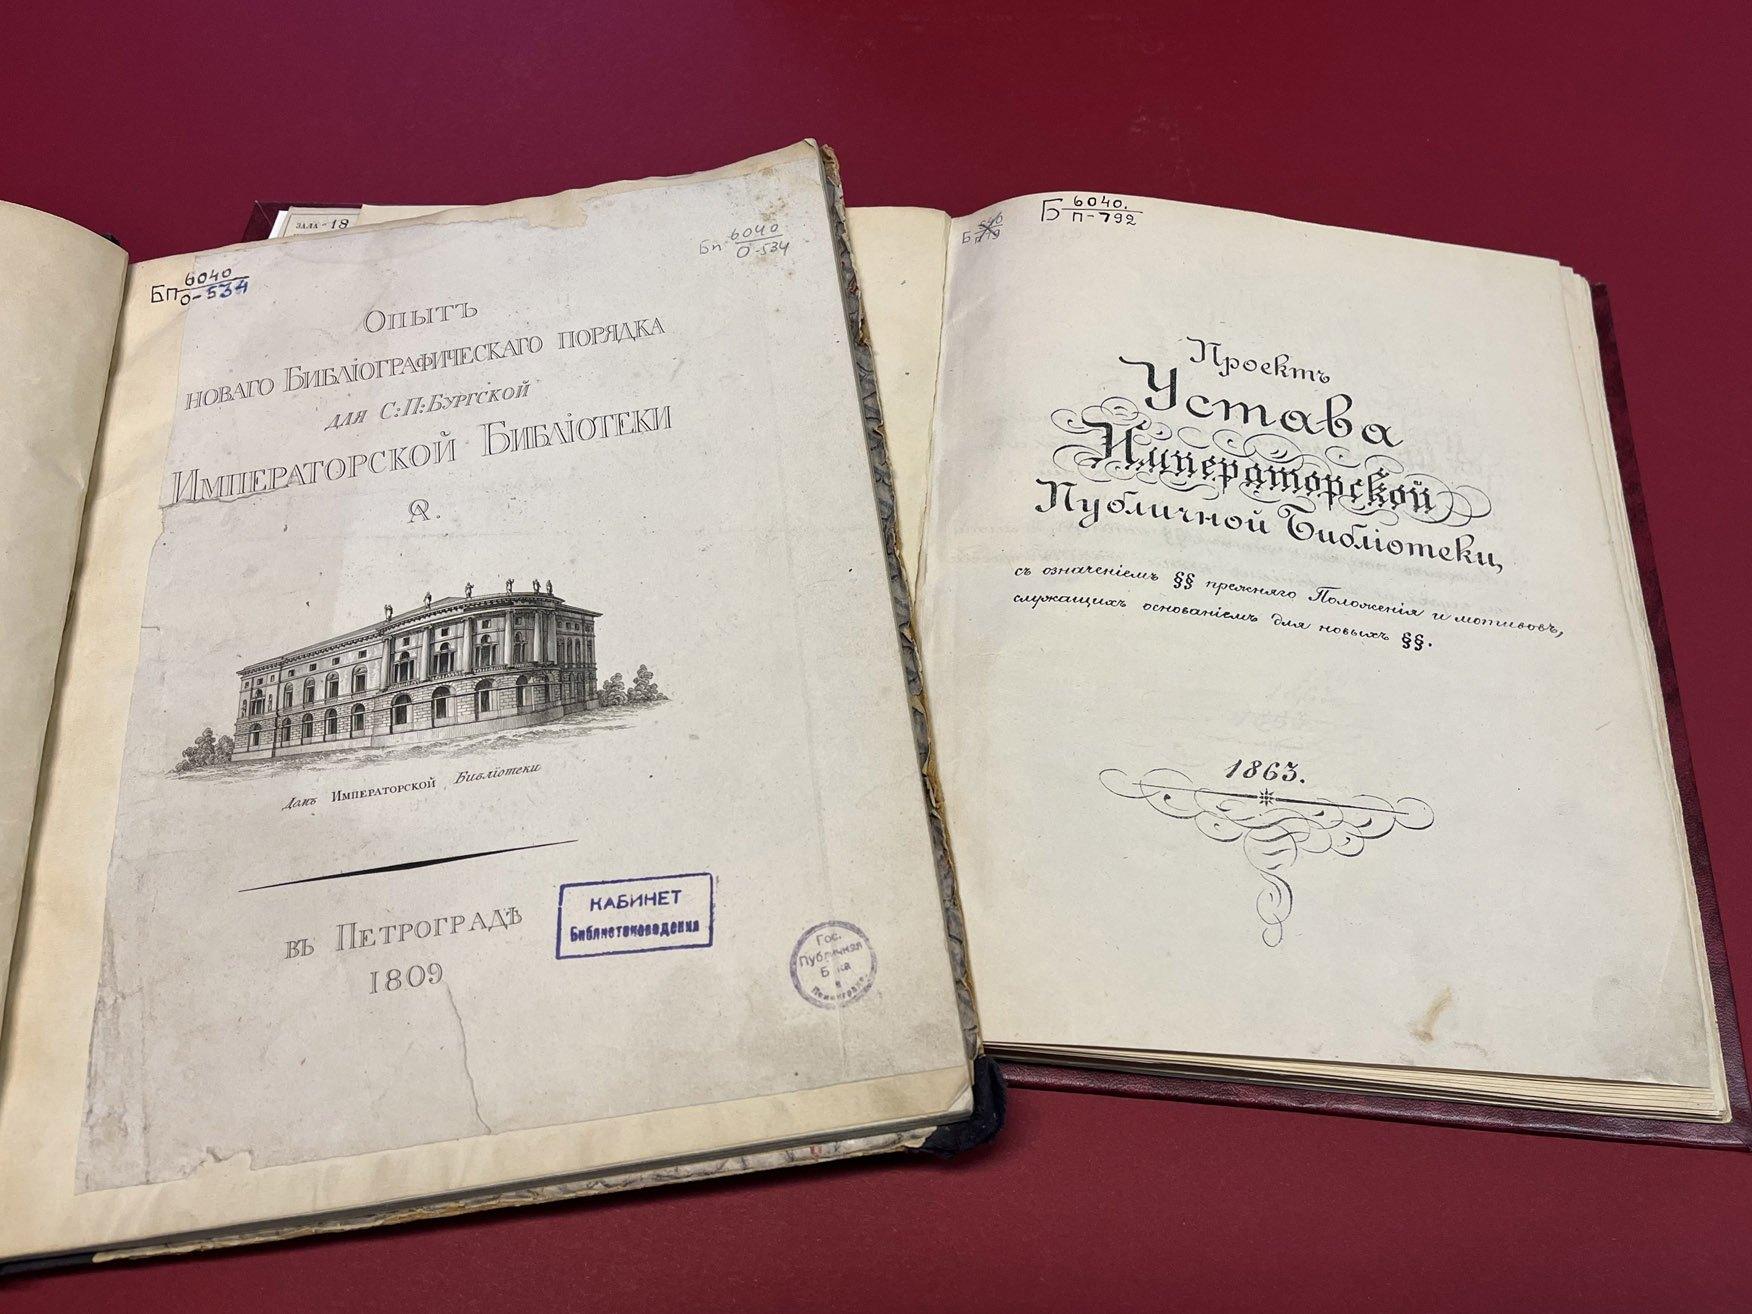 Бп 6040
О-534
Бп 6040
О-534
Опытъ
новаго Библіографическаго порядка
для С:П:Бургской
Императорской Библіотеки
А.
Домъ Императорской Библіотеки
въ Петроградѣ
1809
КАБИНЕТ
Библиотековедения
Гос.
Публичная
Б-ка
в
Ленинграде
ЗАЛА - 18
Б
Б 6040.
П-792
Проектъ
Устава
Императорской
Публичной Библіотеки,
съ означеніемъ §§ прежняго Положенія и мотивовъ,
служащихъ основаніемъ для новыхъ §§.
1863.